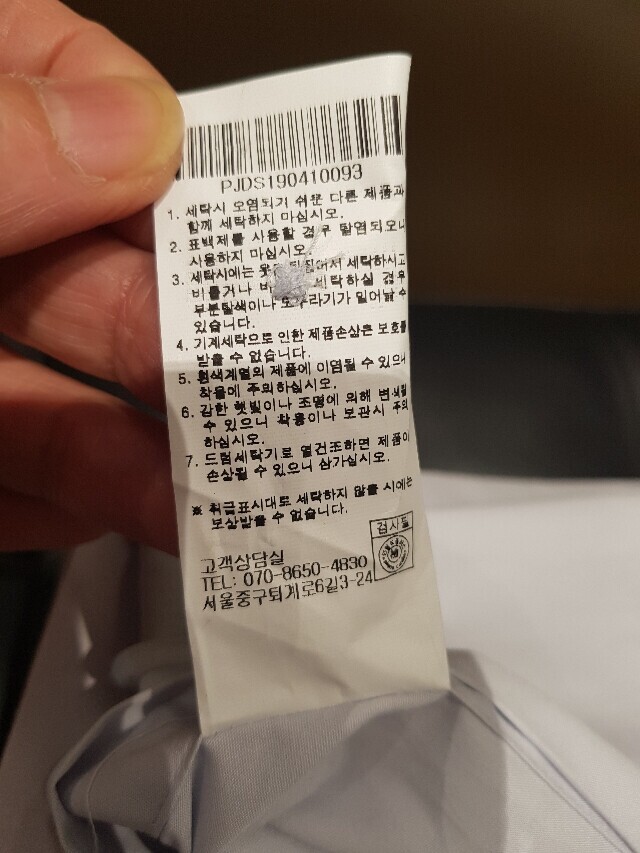 PJDS190410093
1. 세탁시 오염되기 쉬운 다른 제품과
함께 세탁하지 마십시오.
2. 표백제를 사용할 경우 탈염되오니
사용하지 마십시오.
3. 세탁시에는 세탁하시고
비틀거나 세탁하실 경우
부분탈색이나 보푸라기가 일어날 수
있습니다.
4. 기계세탁으로 인한 제품손상은 보호를
받을 수 없습니다.
5. 흰색계열의 제품에 이염될 수 있으니
착용에 주의하십시오.
6. 강한 햇빛이나 조명에 의해 변색될
수 있으니 착용이나 보관시 주의
하십시오.
7. 드럼세탁기로 열건조하면 제품이
손상될 수 있으니 삼가십시오.
※ 취급표시대로 세탁하지 않을 시에는
보상받을 수 없습니다.
검사필
고객상담실
TEL: 070-8650-4830
서울중구퇴계로6길3-24